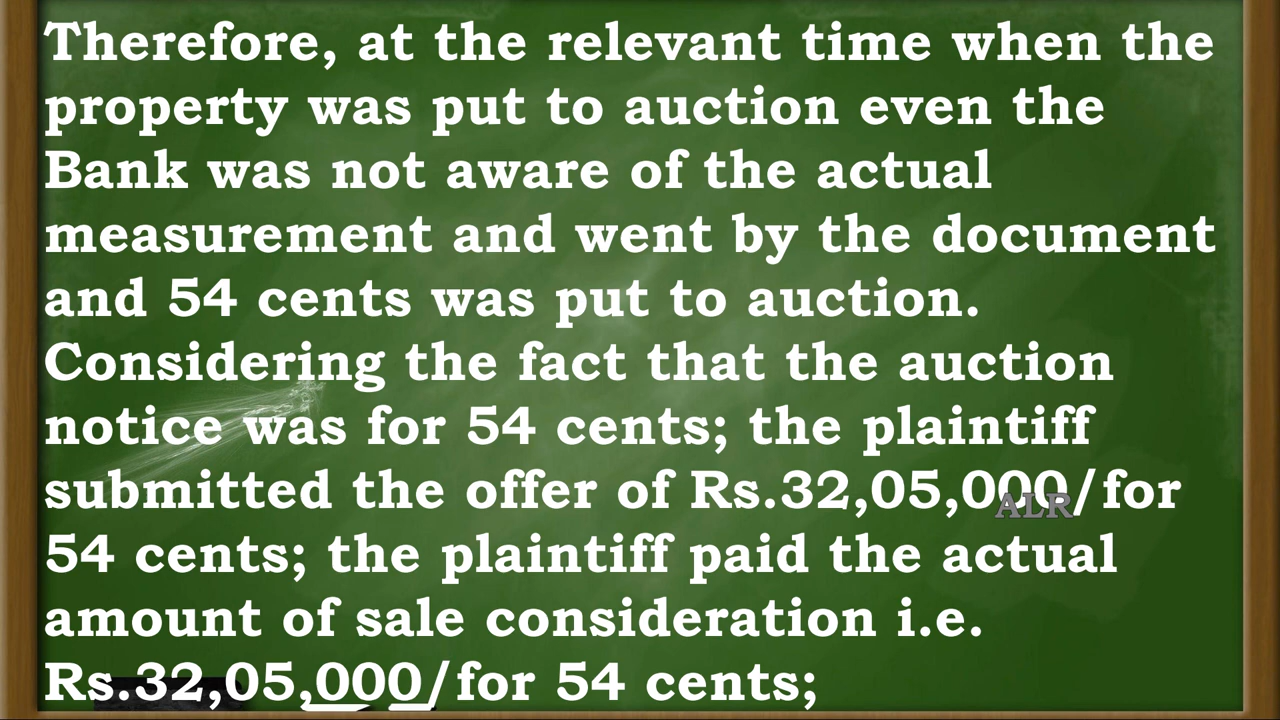 Therefore, at the relevant time when the
property was put to auction even the
Bank was not aware of the actual
measurement and went by the document
and 54 cents was put to auction.
Considering the fact that the auction
notice was for 54 cents; the plaintiff
submitted the offer of Rs.32,05,000/for
ALR
54 cents; the plaintiff paid the actual
amount of sale consideration i.e.
Rs.32,05,000/for 54 cents;